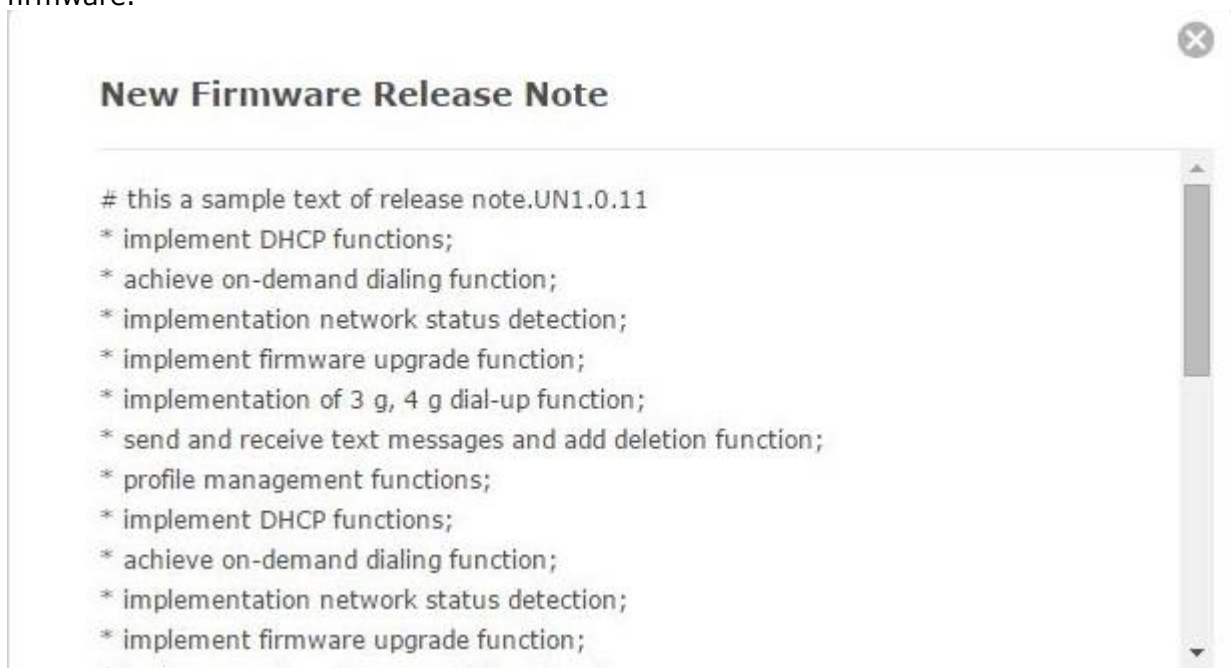 firmware.
New Firmware Release Note
# this a sample text of release note.UN1.0.11
* implement DHCP functions;
* achieve on-demand dialing function;
* implementation network status detection;
* implement firmware upgrade function;
* implementation of 3 g, 4 g dial-up function;
* send and receive text messages and add deletion function;
* profile management functions;
* implement DHCP functions;
* achieve on-demand dialing function;
* implementation network status detection;
* implement firmware upgrade function;